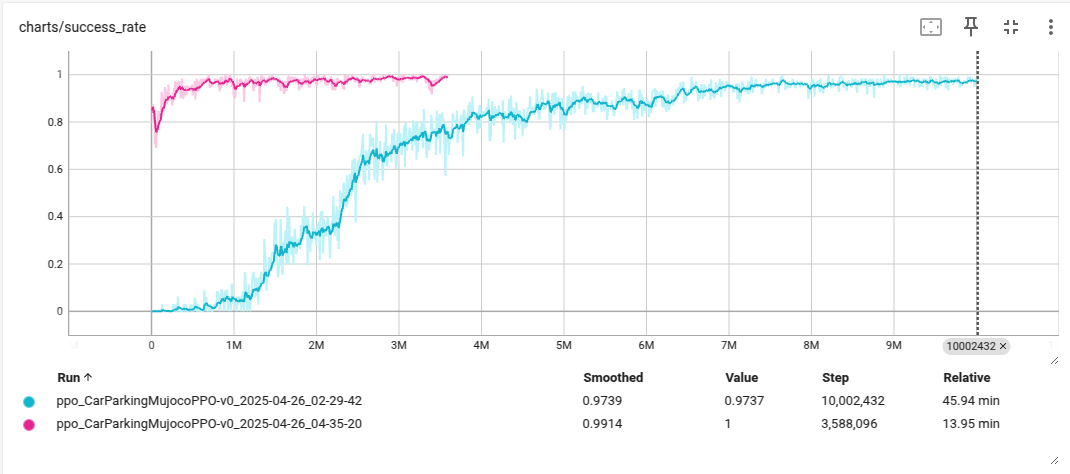 charts/success_rate
1
0.8
0.6
0.4
0.2
0
0 1M 2M 3M 4M 5M 6M 7M 8M 9M 10002432 ×
Run ↑ Smoothed Value Step Relative
ppo_CarParkingMujocoPPO-v0_2025-04-26_02-29-42 0.9739 0.9737 10,002,432 45.94 min
ppo_CarParkingMujocoPPO-v0_2025-04-26_04-35-20 0.9914 1 3,588,096 13.95 min